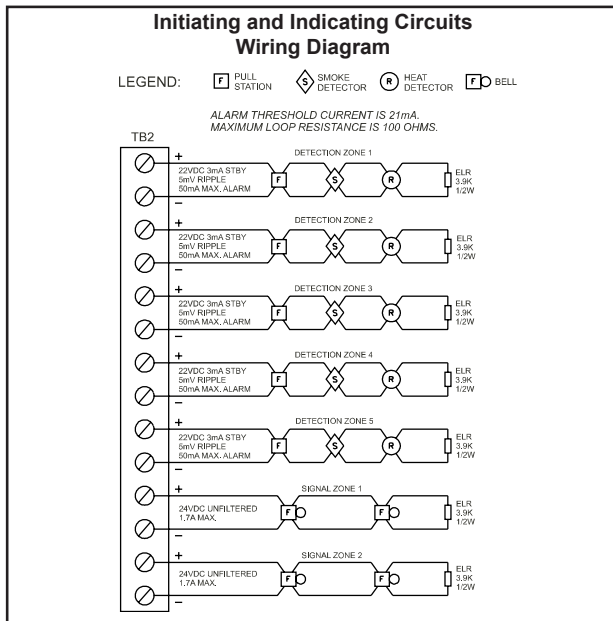 Initiating and Indicating Circuits
Wiring Diagram
LEGEND:
F PULL STATION
S SMOKE DETECTOR
R HEAT DETECTOR
F BELL
ALARM THRESHOLD CURRENT IS 21mA.
MAXIMUM LOOP RESISTANCE IS 100 OHMS.
TB2
DETECTION ZONE 1
+
22VDC 3mA STBY
5mV RIPPLE
50mA MAX. ALARM
–
F S R
ELR
3.9K
1/2W
DETECTION ZONE 2
+
22VDC 3mA STBY
5mV RIPPLE
50mA MAX. ALARM
–
F S R
ELR
3.9K
1/2W
DETECTION ZONE 3
+
22VDC 3mA STBY
5mV RIPPLE
50mA MAX. ALARM
–
F S R
ELR
3.9K
1/2W
DETECTION ZONE 4
+
22VDC 3mA STBY
5mV RIPPLE
50mA MAX. ALARM
–
F S R
ELR
3.9K
1/2W
DETECTION ZONE 5
+
22VDC 3mA STBY
5mV RIPPLE
50mA MAX. ALARM
–
F S R
ELR
3.9K
1/2W
SIGNAL ZONE 1
+
24VDC UNFILTERED
1.7A MAX.
–
F F
ELR
3.9K
1/2W
SIGNAL ZONE 2
+
24VDC UNFILTERED
1.7A MAX.
–
F F
ELR
3.9K
1/2W